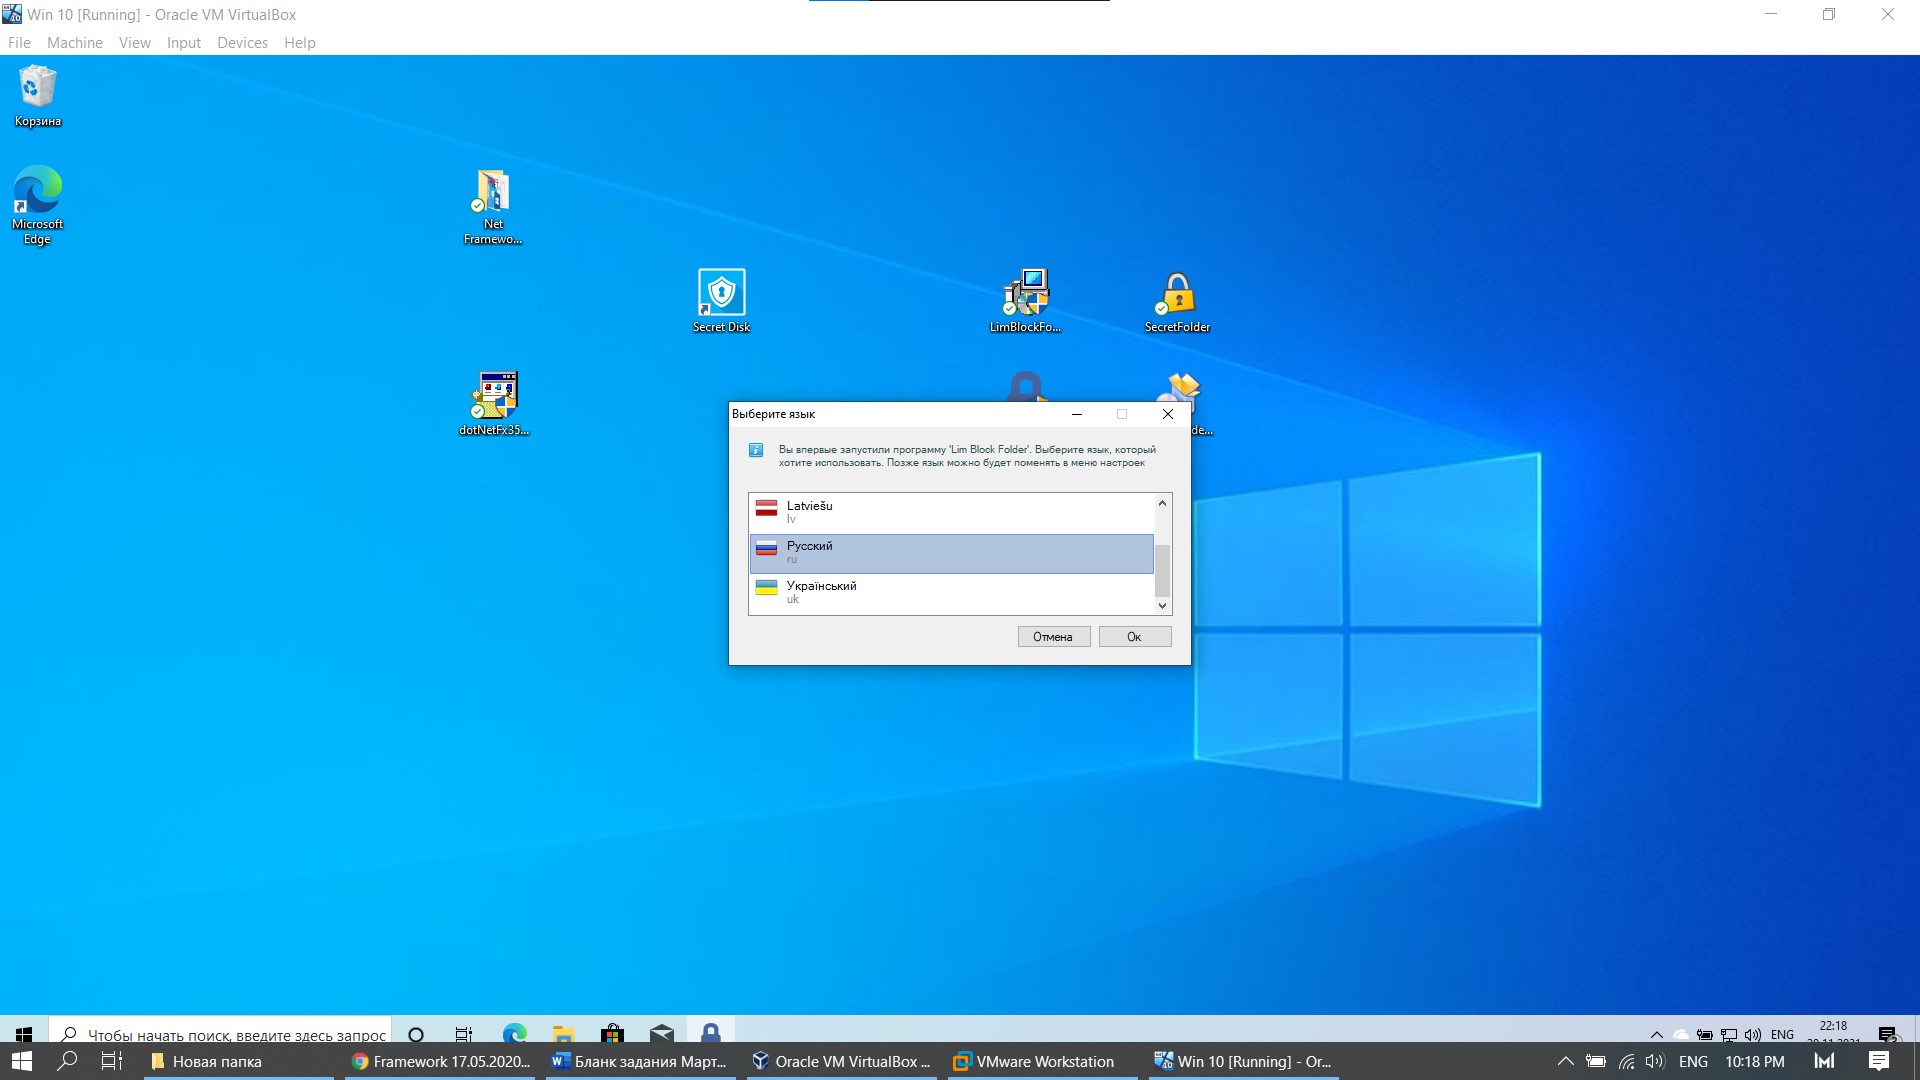 Win 10 [Running] - Oracle VM VirtualBox
File Machine View Input Devices Help
Корзина
Microsoft
Edge
Net
Framewo...
Secret Disk
LimBlockFo...
SecretFolder
dotNetFx35...
de...
Выберите язык
Вы впервые запустили программу 'Lim Block Folder'. Выберите язык, который
хотите использовать. Позже язык можно будет поменять в меню настроек
Latviešu
lv
Русский
ru
Український
uk
Отмена
Ок
Чтобы начать поиск, введите здесь запрос
ENG
22:18
Новая папка
Framework 17.05.2020...
Бланк задания Март...
Oracle VM VirtualBox ...
VMware Workstation
Win 10 [Running] - Or...
ENG
10:18 PM